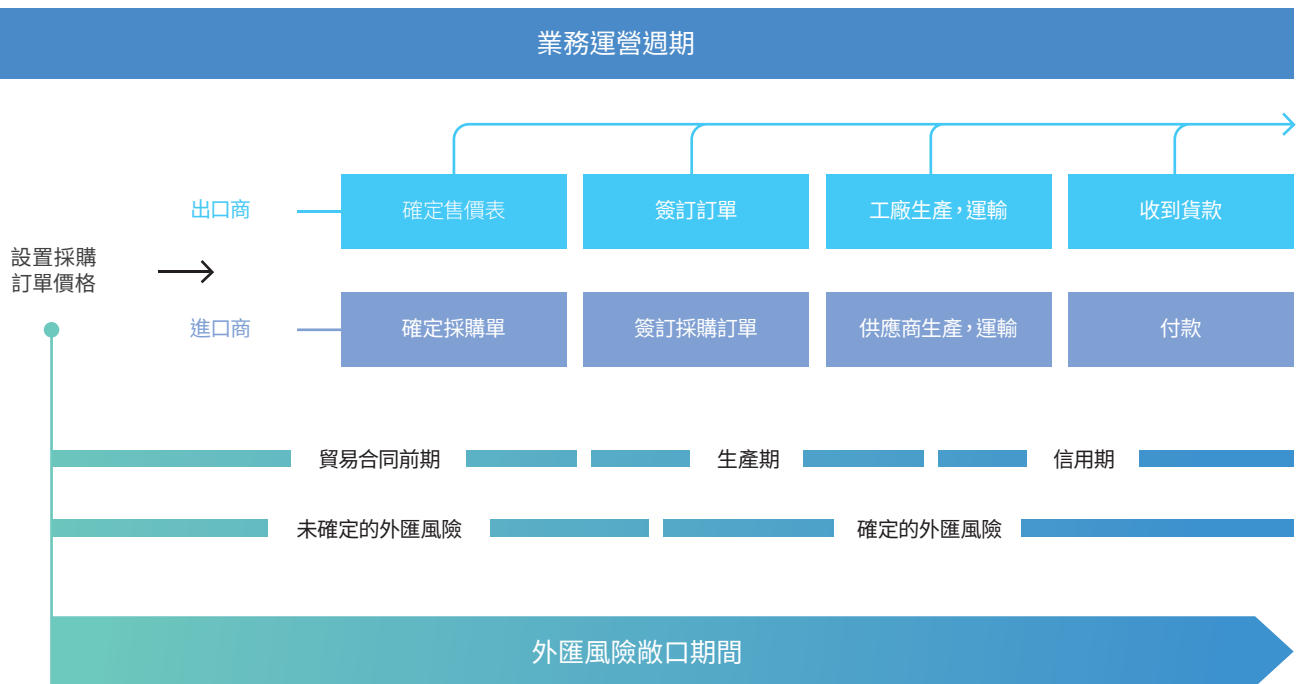 業務運營週期
出口商
確定售價表
簽訂訂單
工廠生產，運輸
收到貨款
設置採購
訂單價格
進口商
確定採購單
簽訂採購訂單
供應商生產，運輸
付款
貿易合同前期
生產期
信用期
未確定的外匯風險
確定的外匯風險
外匯風險敞口期間